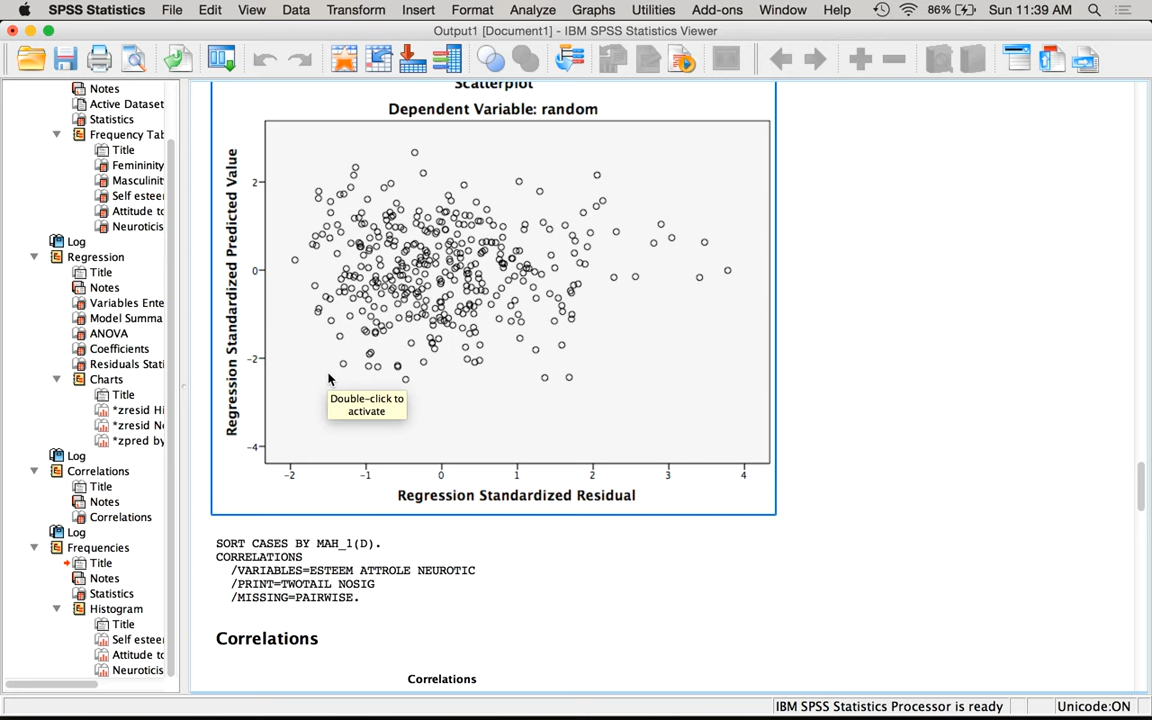 SPSS Statistics File Edit View Data Transform Insert Format Analyze Graphs Utilities Add-ons Window Help 86% Sun 11:39 AM
Output1 [Document1] - IBM SPSS Statistics Viewer
Notes
Active Dataset
Statistics
Frequency Tab
Title
Femininity
Masculinit
Self esteer
Attitude to
Neuroticis
Log
Regression
Title
Notes
Variables Ente
Model Summa
ANOVA
Coefficients
Residuals Stati
Charts
Title
*zresid Hi
*zresid No
*zpred by
Log
Correlations
Title
Notes
Correlations
Log
Frequencies
Title
Notes
Statistics
Histogram
Title
Self esteer
Attitude to
Neuroticis
Scatterplot
Dependent Variable: random
Regression Standardized Predicted Value
2
0
-2
-4
-2 -1 0 1 2 3 4
Regression Standardized Residual
Double-click to
activate
SORT CASES BY MAH_1(D).
CORRELATIONS
/VARIABLES=ESTEEM ATTROLE NEUROTIC
/PRINT=TWOTAIL NOSIG
/MISSING=PAIRWISE.
Correlations
Correlations
IBM SPSS Statistics Processor is ready Unicode:ON